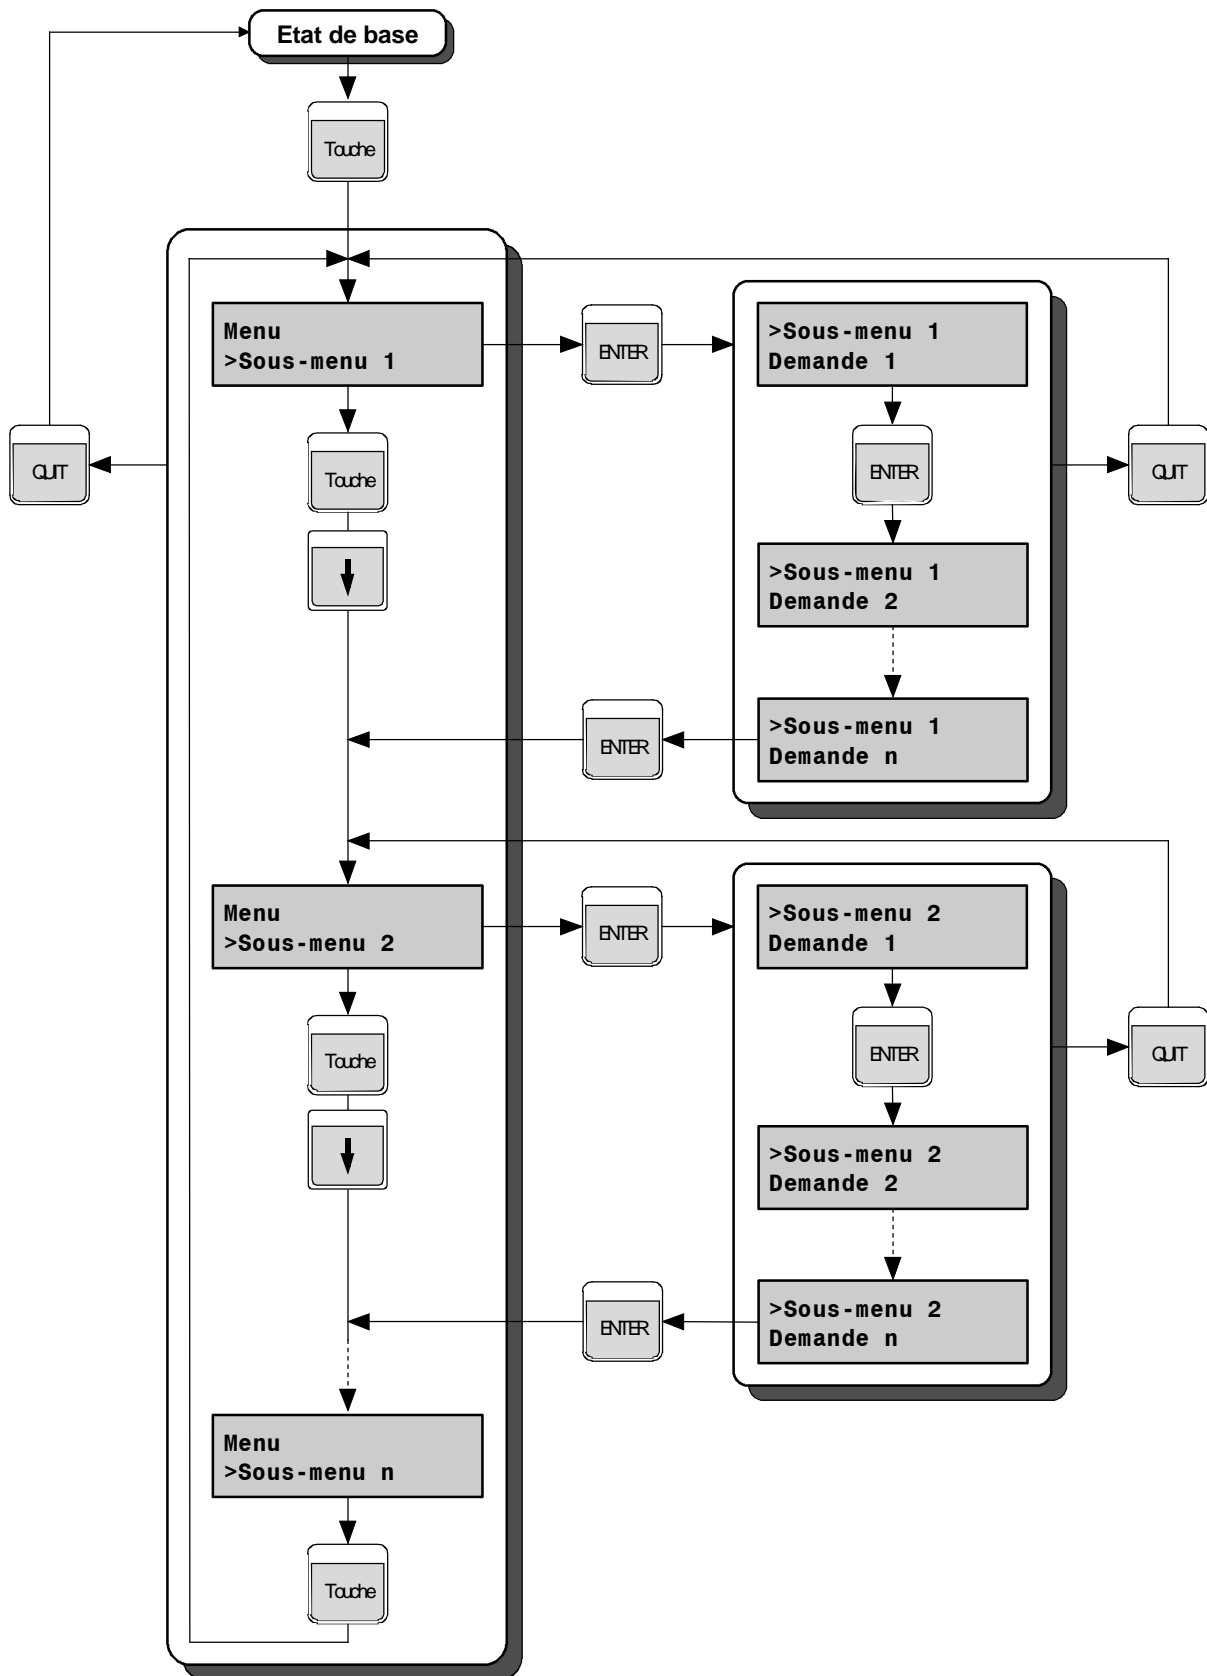 Etat de base
Touche
Menu
>Sous-menu 1
ENTER
>Sous-menu 1
Demande 1
QUIT
Touche
ENTER
QUIT
>Sous-menu 1
Demande 2
ENTER
>Sous-menu 1
Demande n
Menu
>Sous-menu 2
ENTER
>Sous-menu 2
Demande 1
Touche
ENTER
QUIT
>Sous-menu 2
Demande 2
ENTER
>Sous-menu 2
Demande n
Menu
>Sous-menu n
Touche